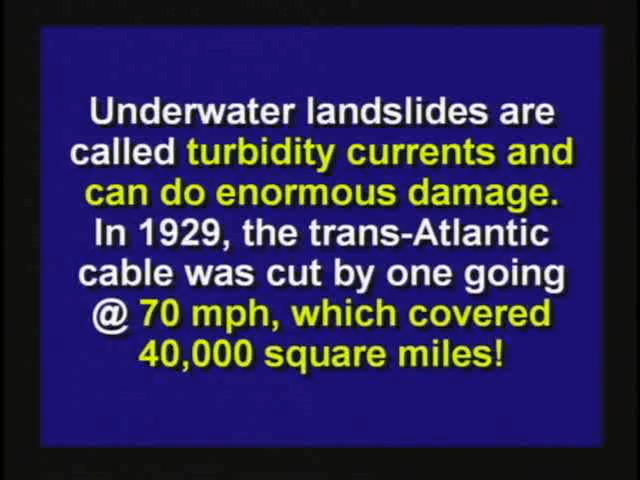 Underwater landslides are
called turbidity currents and
can do enormous damage.
In 1929, the trans-Atlantic
cable was cut by one going
@ 70 mph, which covered
40,000 square miles!